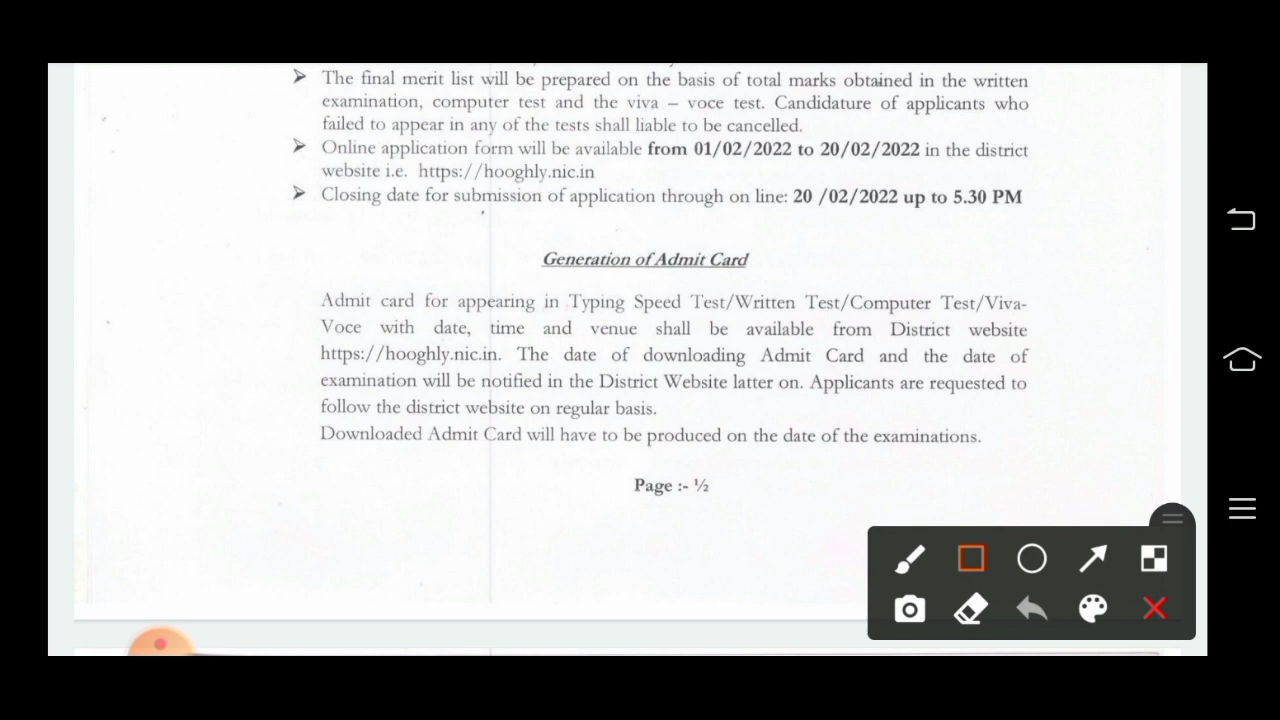 ➢ The final merit list will be prepared on the basis of total marks obtained in the written
examination, computer test and the viva – voce test. Candidature of applicants who
failed to appear in any of the tests shall liable to be cancelled.
➢ Online application form will be available from 01/02/2022 to 20/02/2022 in the district
website i.e. https://hooghly.nic.in
➢ Closing date for submission of application through on line: 20 /02/2022 up to 5.30 PM
Generation of Admit Card
Admit card for appearing in Typing Speed Test/Written Test/Computer Test/Viva-
Voce with date, time and venue shall be available from District website
https://hooghly.nic.in. The date of downloading Admit Card and the date of
examination will be notified in the District Website latter on. Applicants are requested to
follow the district website on regular basis.
Downloaded Admit Card will have to be produced on the date of the examinations.
Page :- ½